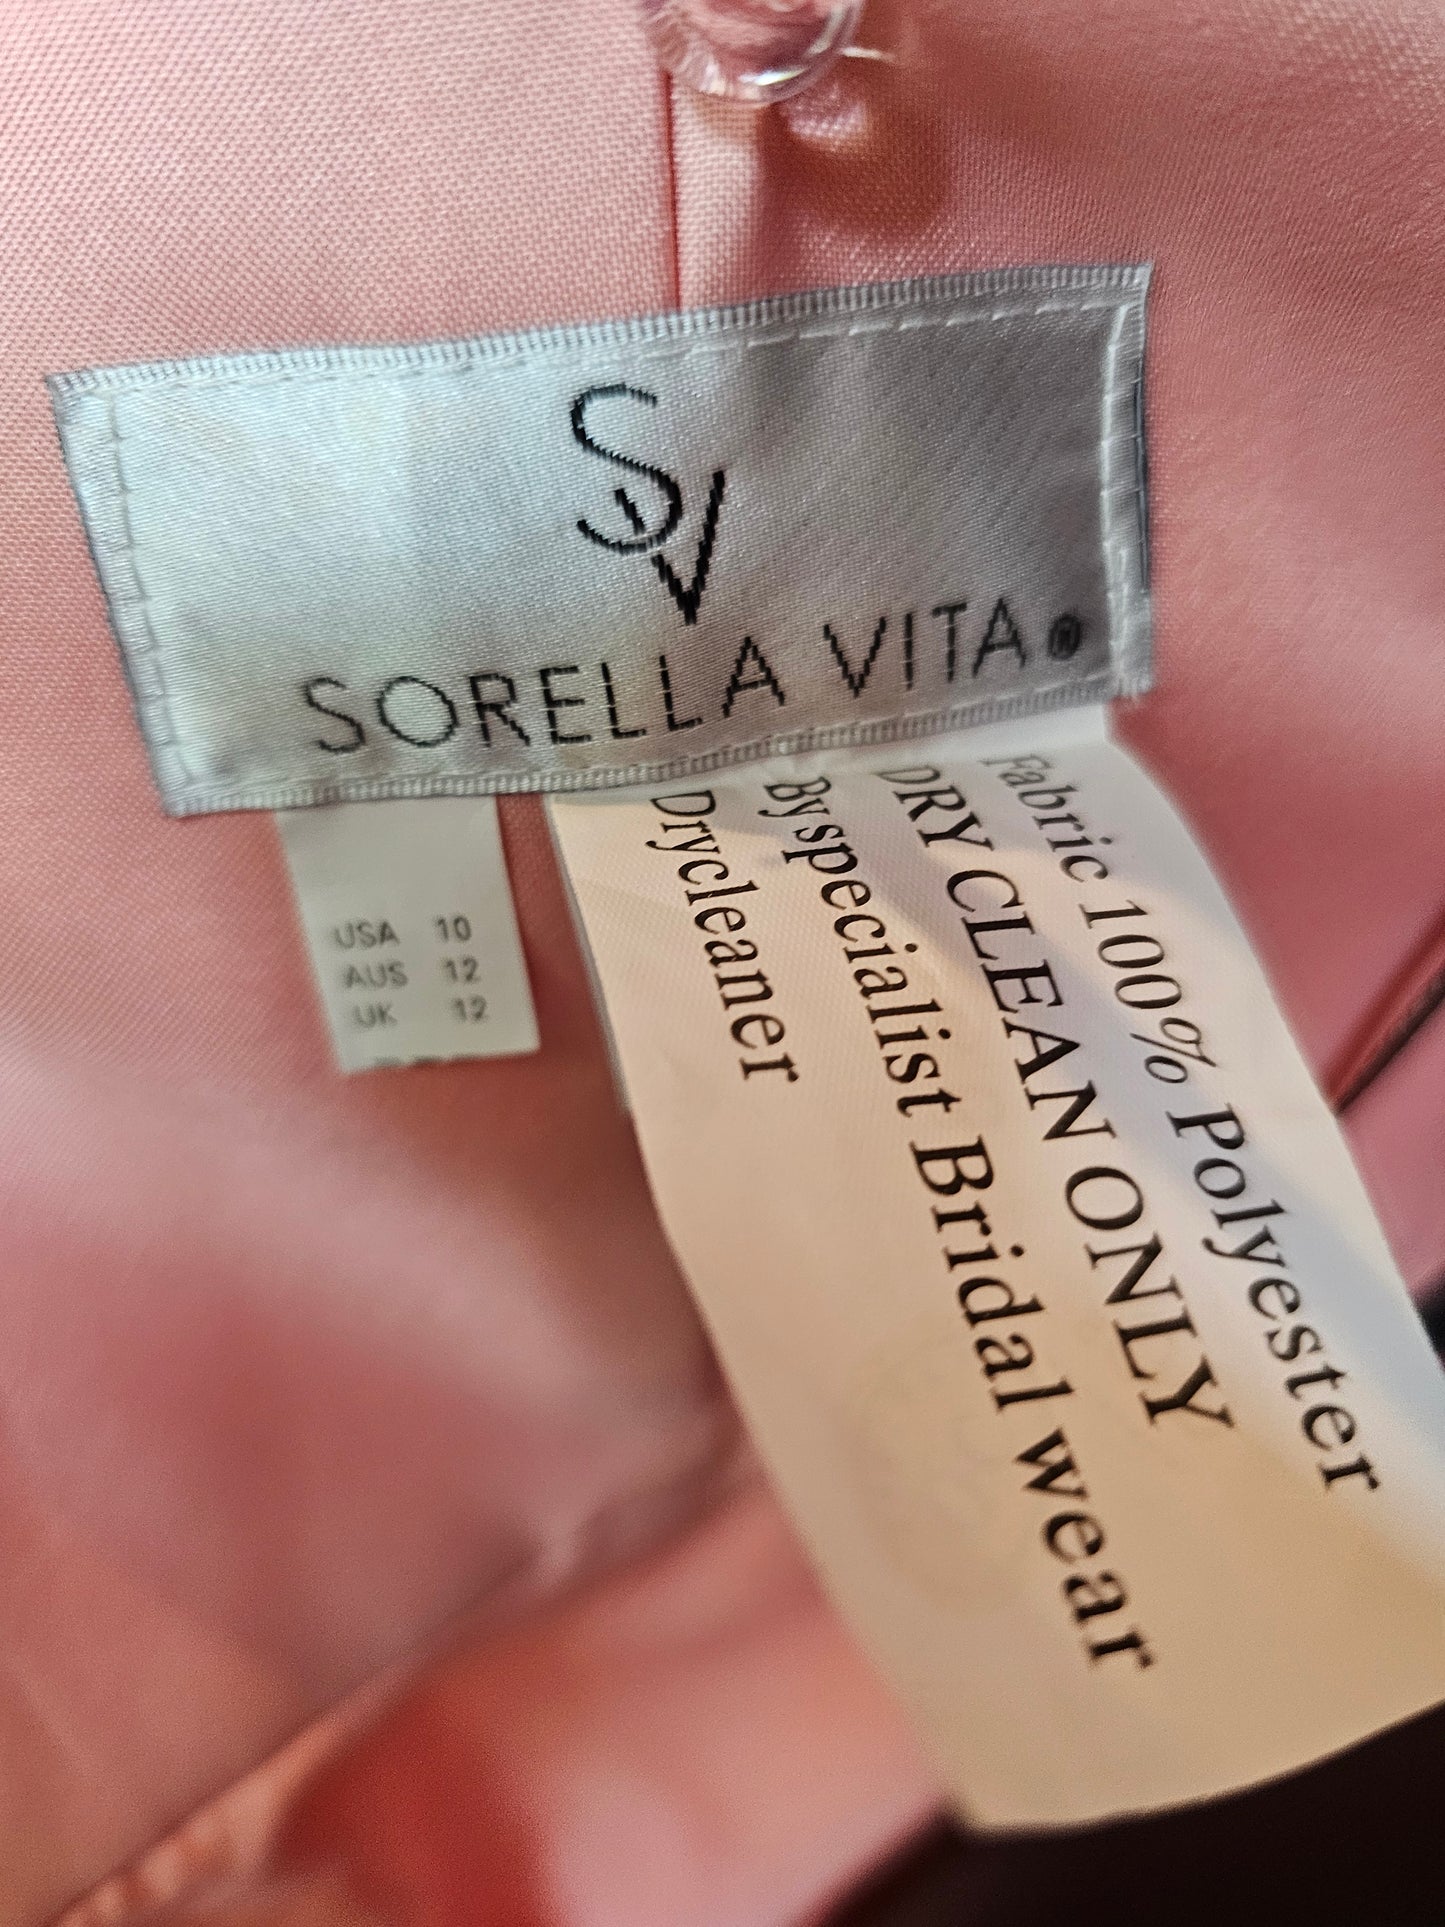 SV
SORELLA VITA®
USA 10
AUS 12
UK 12
Fabric 100% Polyester
DRY CLEAN ONLY
By specialist Bridal wear
Drycleaner